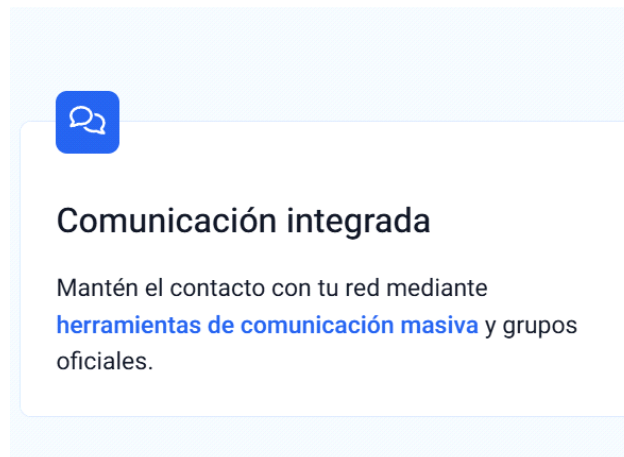 Comunicación integrada
Mantén el contacto con tu red mediante
herramientas de comunicación masiva y grupos
oficiales.